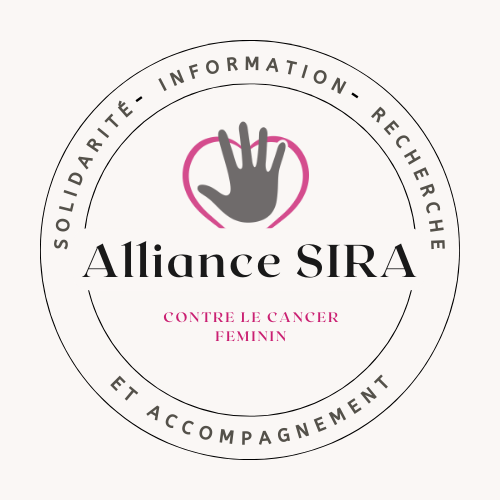 SOLIDARITÉ- INFORMATION- RECHERCHE
Alliance SIRA
CONTRE LE CANCER
FEMININ
ET ACCOMPAGNEMENT